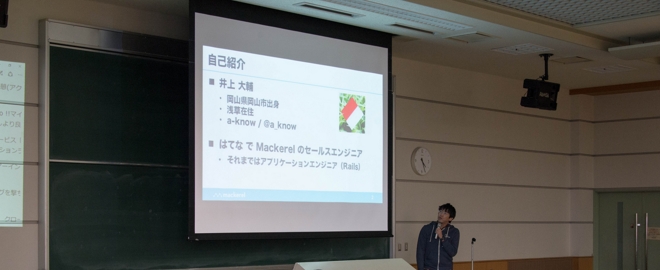 自己紹介
■ 井上 大輔
・ 岡山県岡山市出身
・ 浅草在住
・ a-know / @a_know
■ はてな で Mackerel のセールスエンジニア
・ それまではアプリケーションエンジニア（Rails）